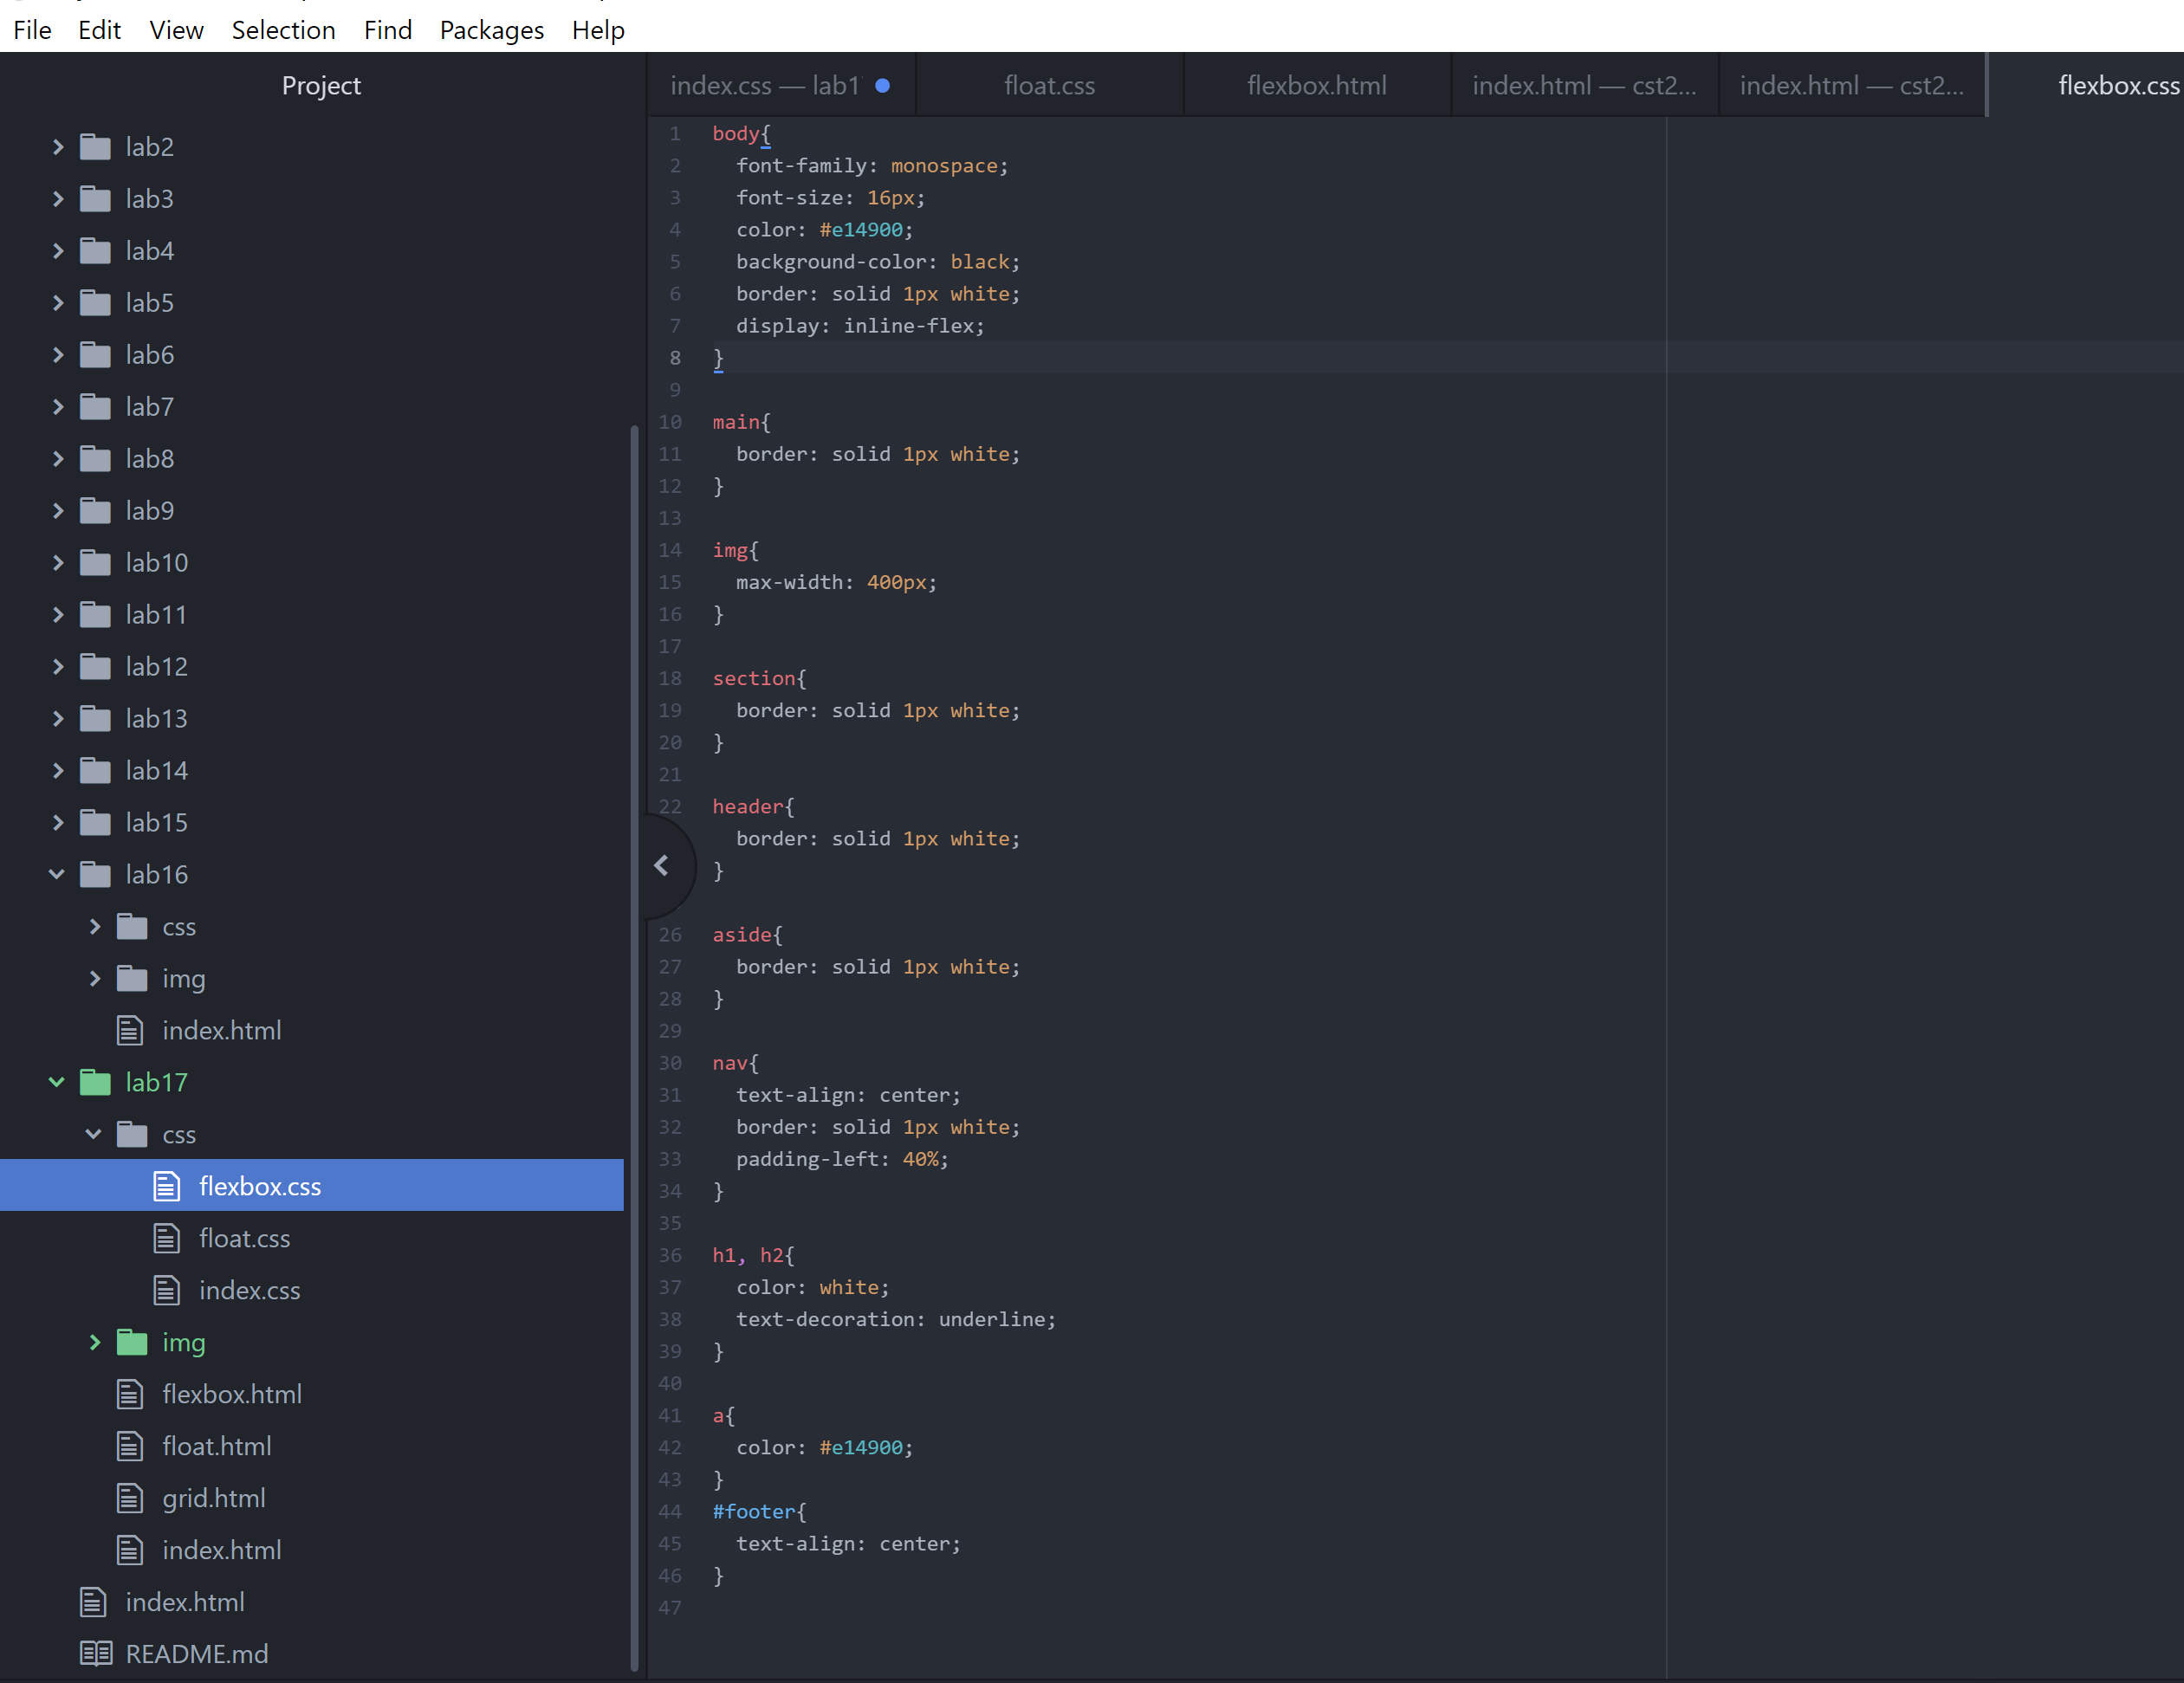 File Edit View Selection Find Packages Help
Project
lab2
lab3
lab4
lab5
lab6
lab7
lab8
lab9
lab10
lab11
lab12
lab13
lab14
lab15
lab16
css
img
index.html
lab17
css
flexbox.css
float.css
index.css
img
flexbox.html
float.html
grid.html
index.html
index.html
README.md
index.css — lab1 float.css flexbox.html index.html — cst2... index.html — cst2... flexbox.css
1 body{
2 font-family: monospace;
3 font-size: 16px;
4 color: #e14900;
5 background-color: black;
6 border: solid 1px white;
7 display: inline-flex;
8 }
9
10 main{
11 border: solid 1px white;
12 }
13
14 img{
15 max-width: 400px;
16 }
17
18 section{
19 border: solid 1px white;
20 }
21
22 header{
border: solid 1px white;
}
26 aside{
27 border: solid 1px white;
28 }
29
30 nav{
31 text-align: center;
32 border: solid 1px white;
33 padding-left: 40%;
34 }
35
36 h1, h2{
37 color: white;
38 text-decoration: underline;
39 }
40
41 a{
42 color: #e14900;
43 }
44 #footer{
45 text-align: center;
46 }
47